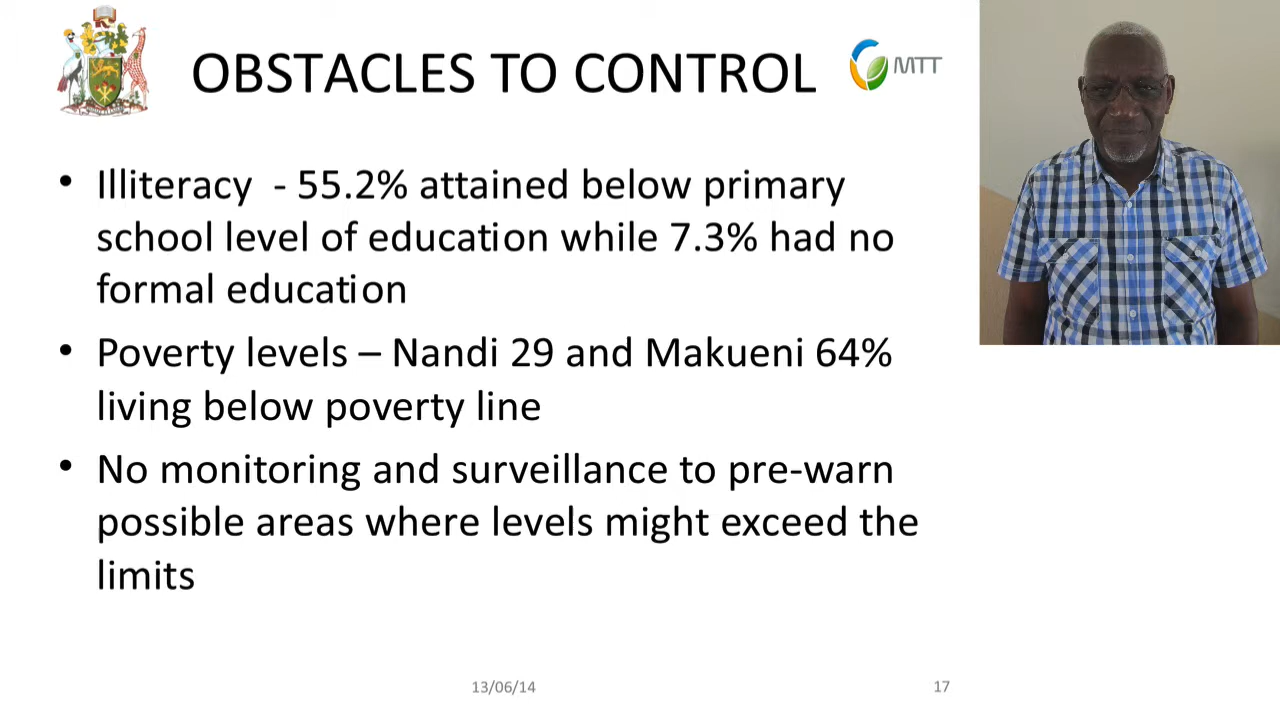 OBSTACLES TO CONTROL
MTT
• Illiteracy - 55.2% attained below primary
school level of education while 7.3% had no
formal education
• Poverty levels – Nandi 29 and Makueni 64%
living below poverty line
• No monitoring and surveillance to pre-warn
possible areas where levels might exceed the
limits
13/06/14
17